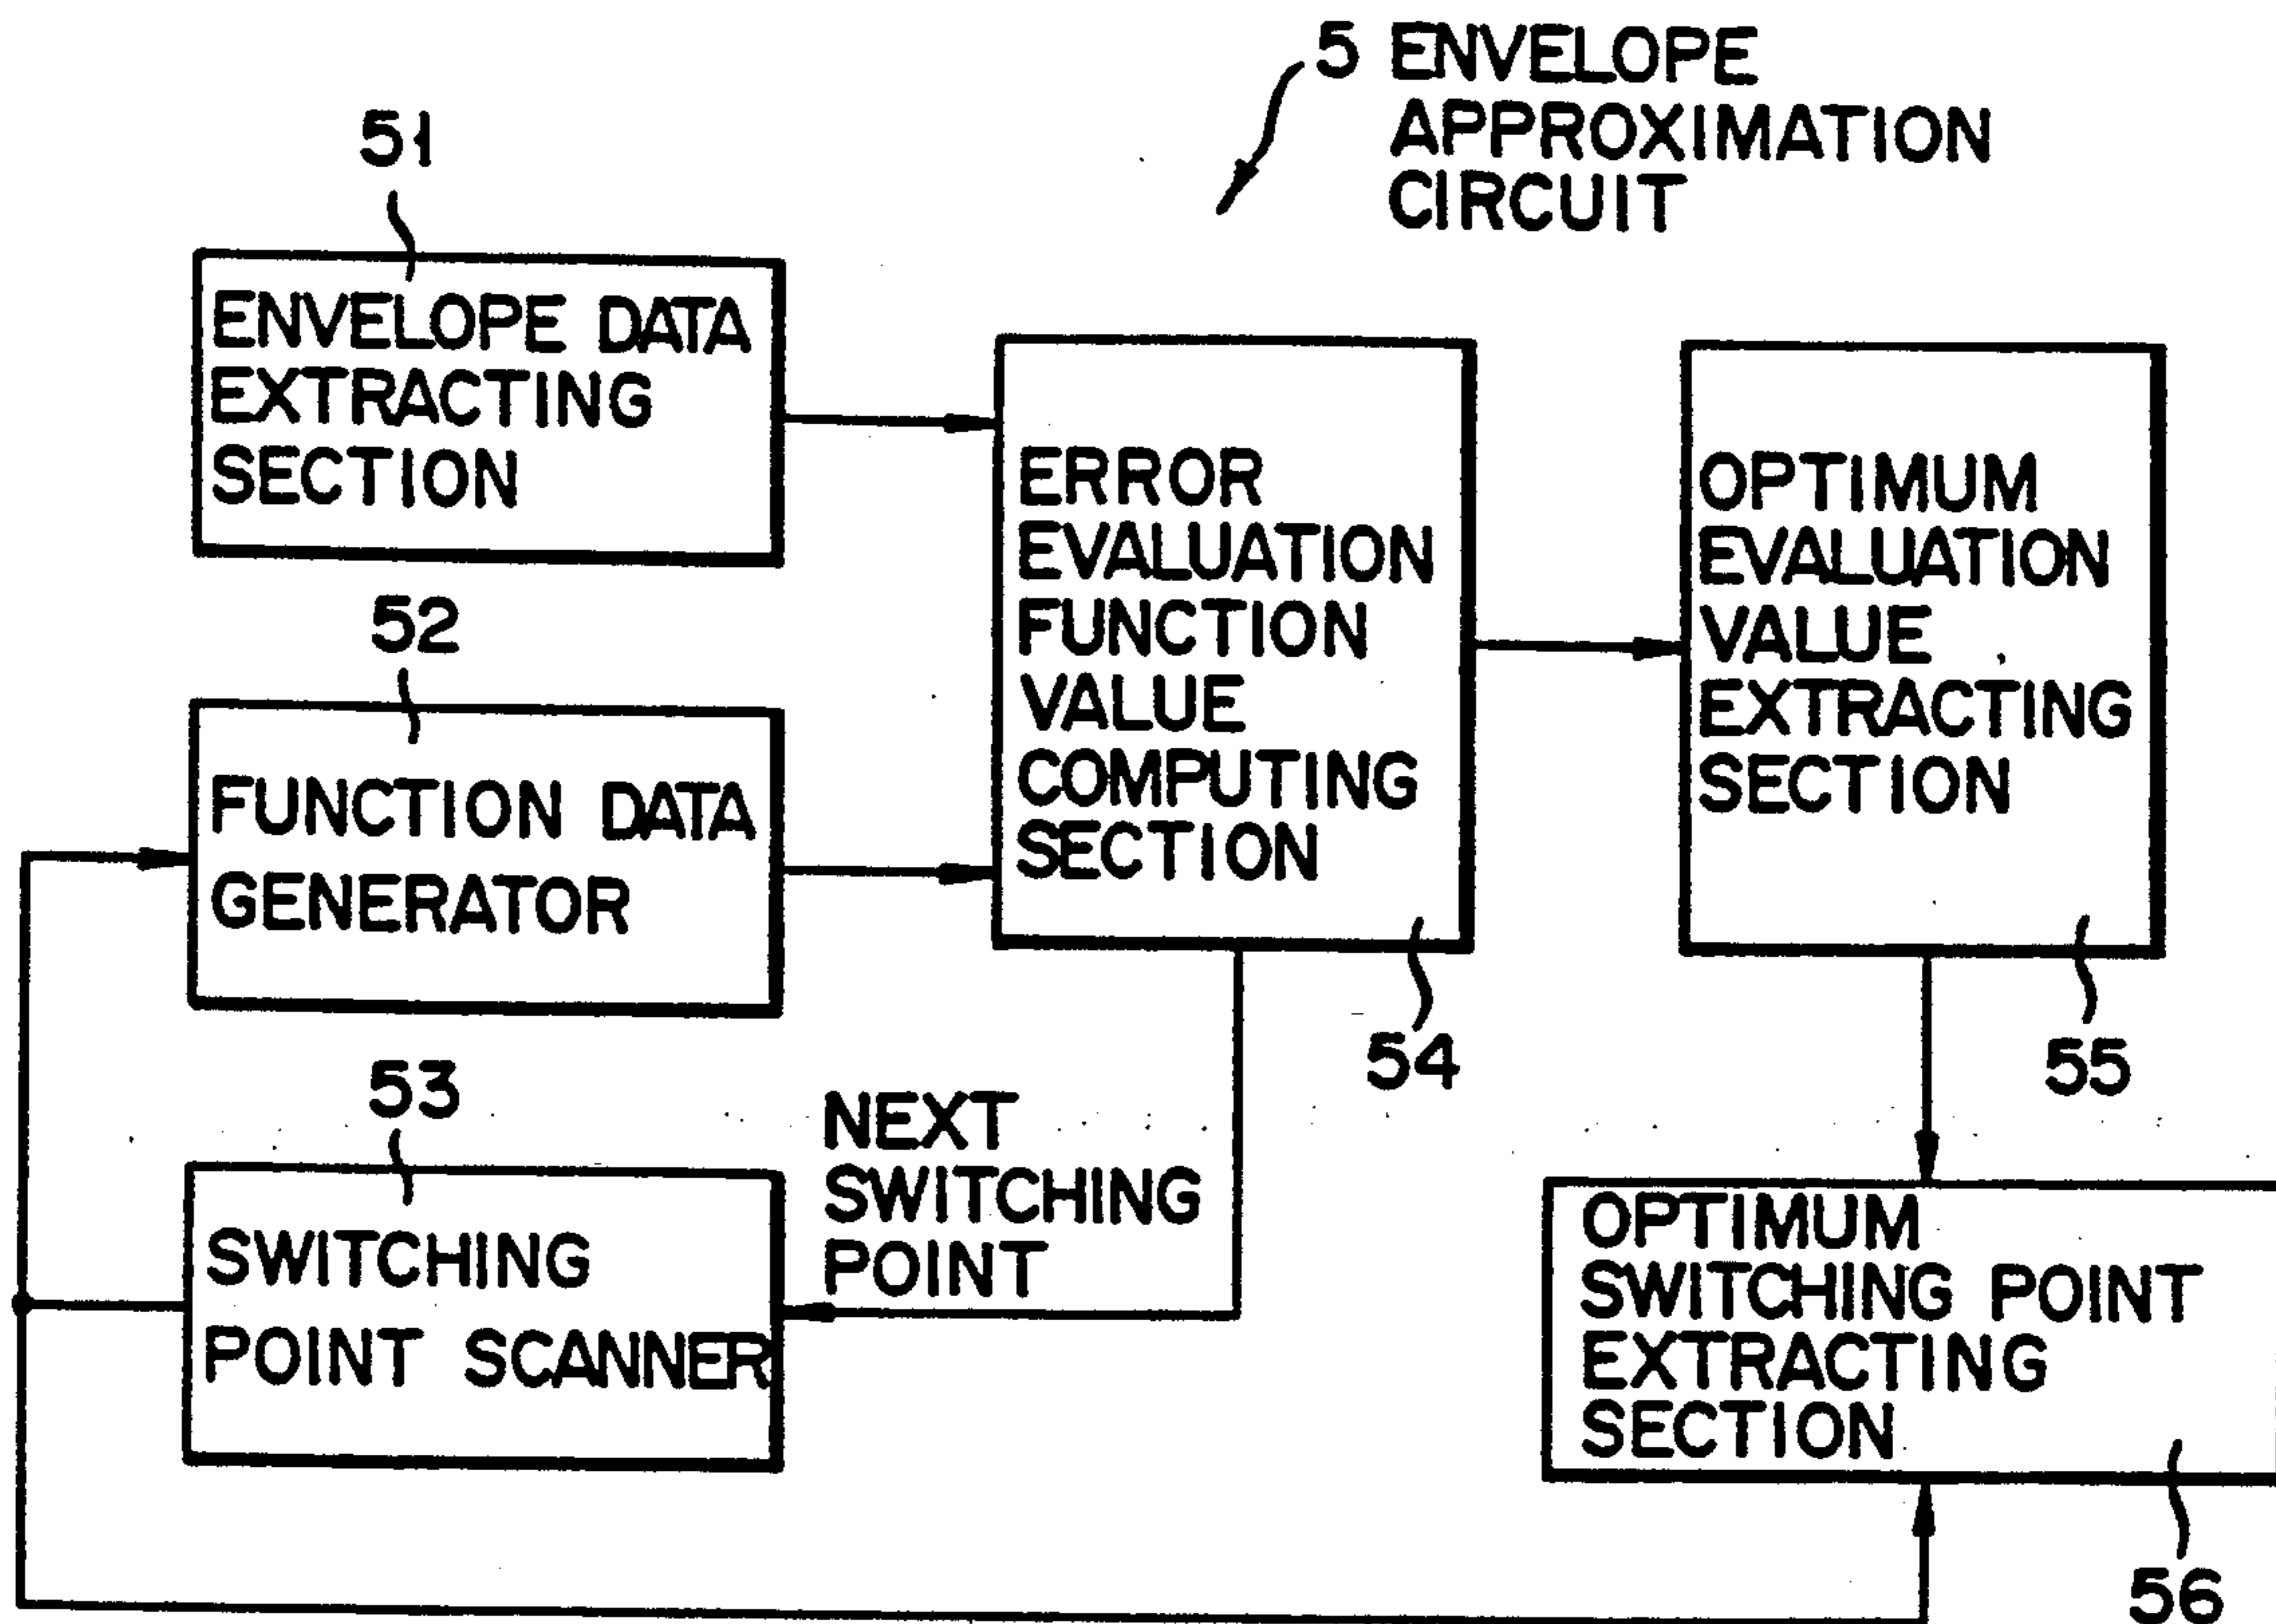 5 ENVELOPE
APPROXIMATION
CIRCUIT
51
ENVELOPE DATA
EXTRACTING
SECTION
52
FUNCTION DATA
GENERATOR
53
SWITCHING
POINT SCANNER
ERROR
EVALUATION
FUNCTION
VALUE
COMPUTING
SECTION
54
NEXT
SWITCHING
POINT
OPTIMUM
EVALUATION
VALUE
EXTRACTING
SECTION
55
OPTIMUM
SWITCHING POINT
EXTRACTING
SECTION
56